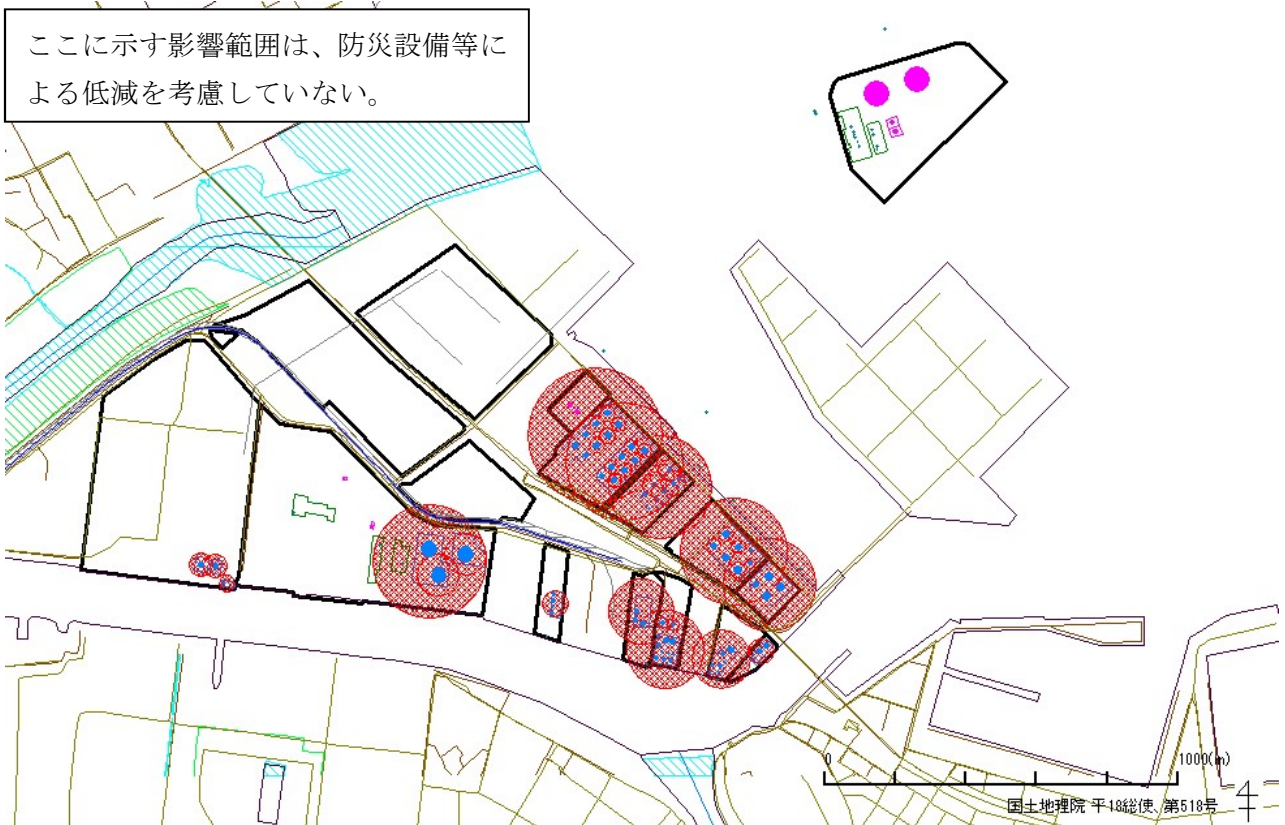 ここに示す影響範囲は、防災設備等に
よる低減を考慮していない。
0 1000(m)
国土地理院 平18総使、第518号